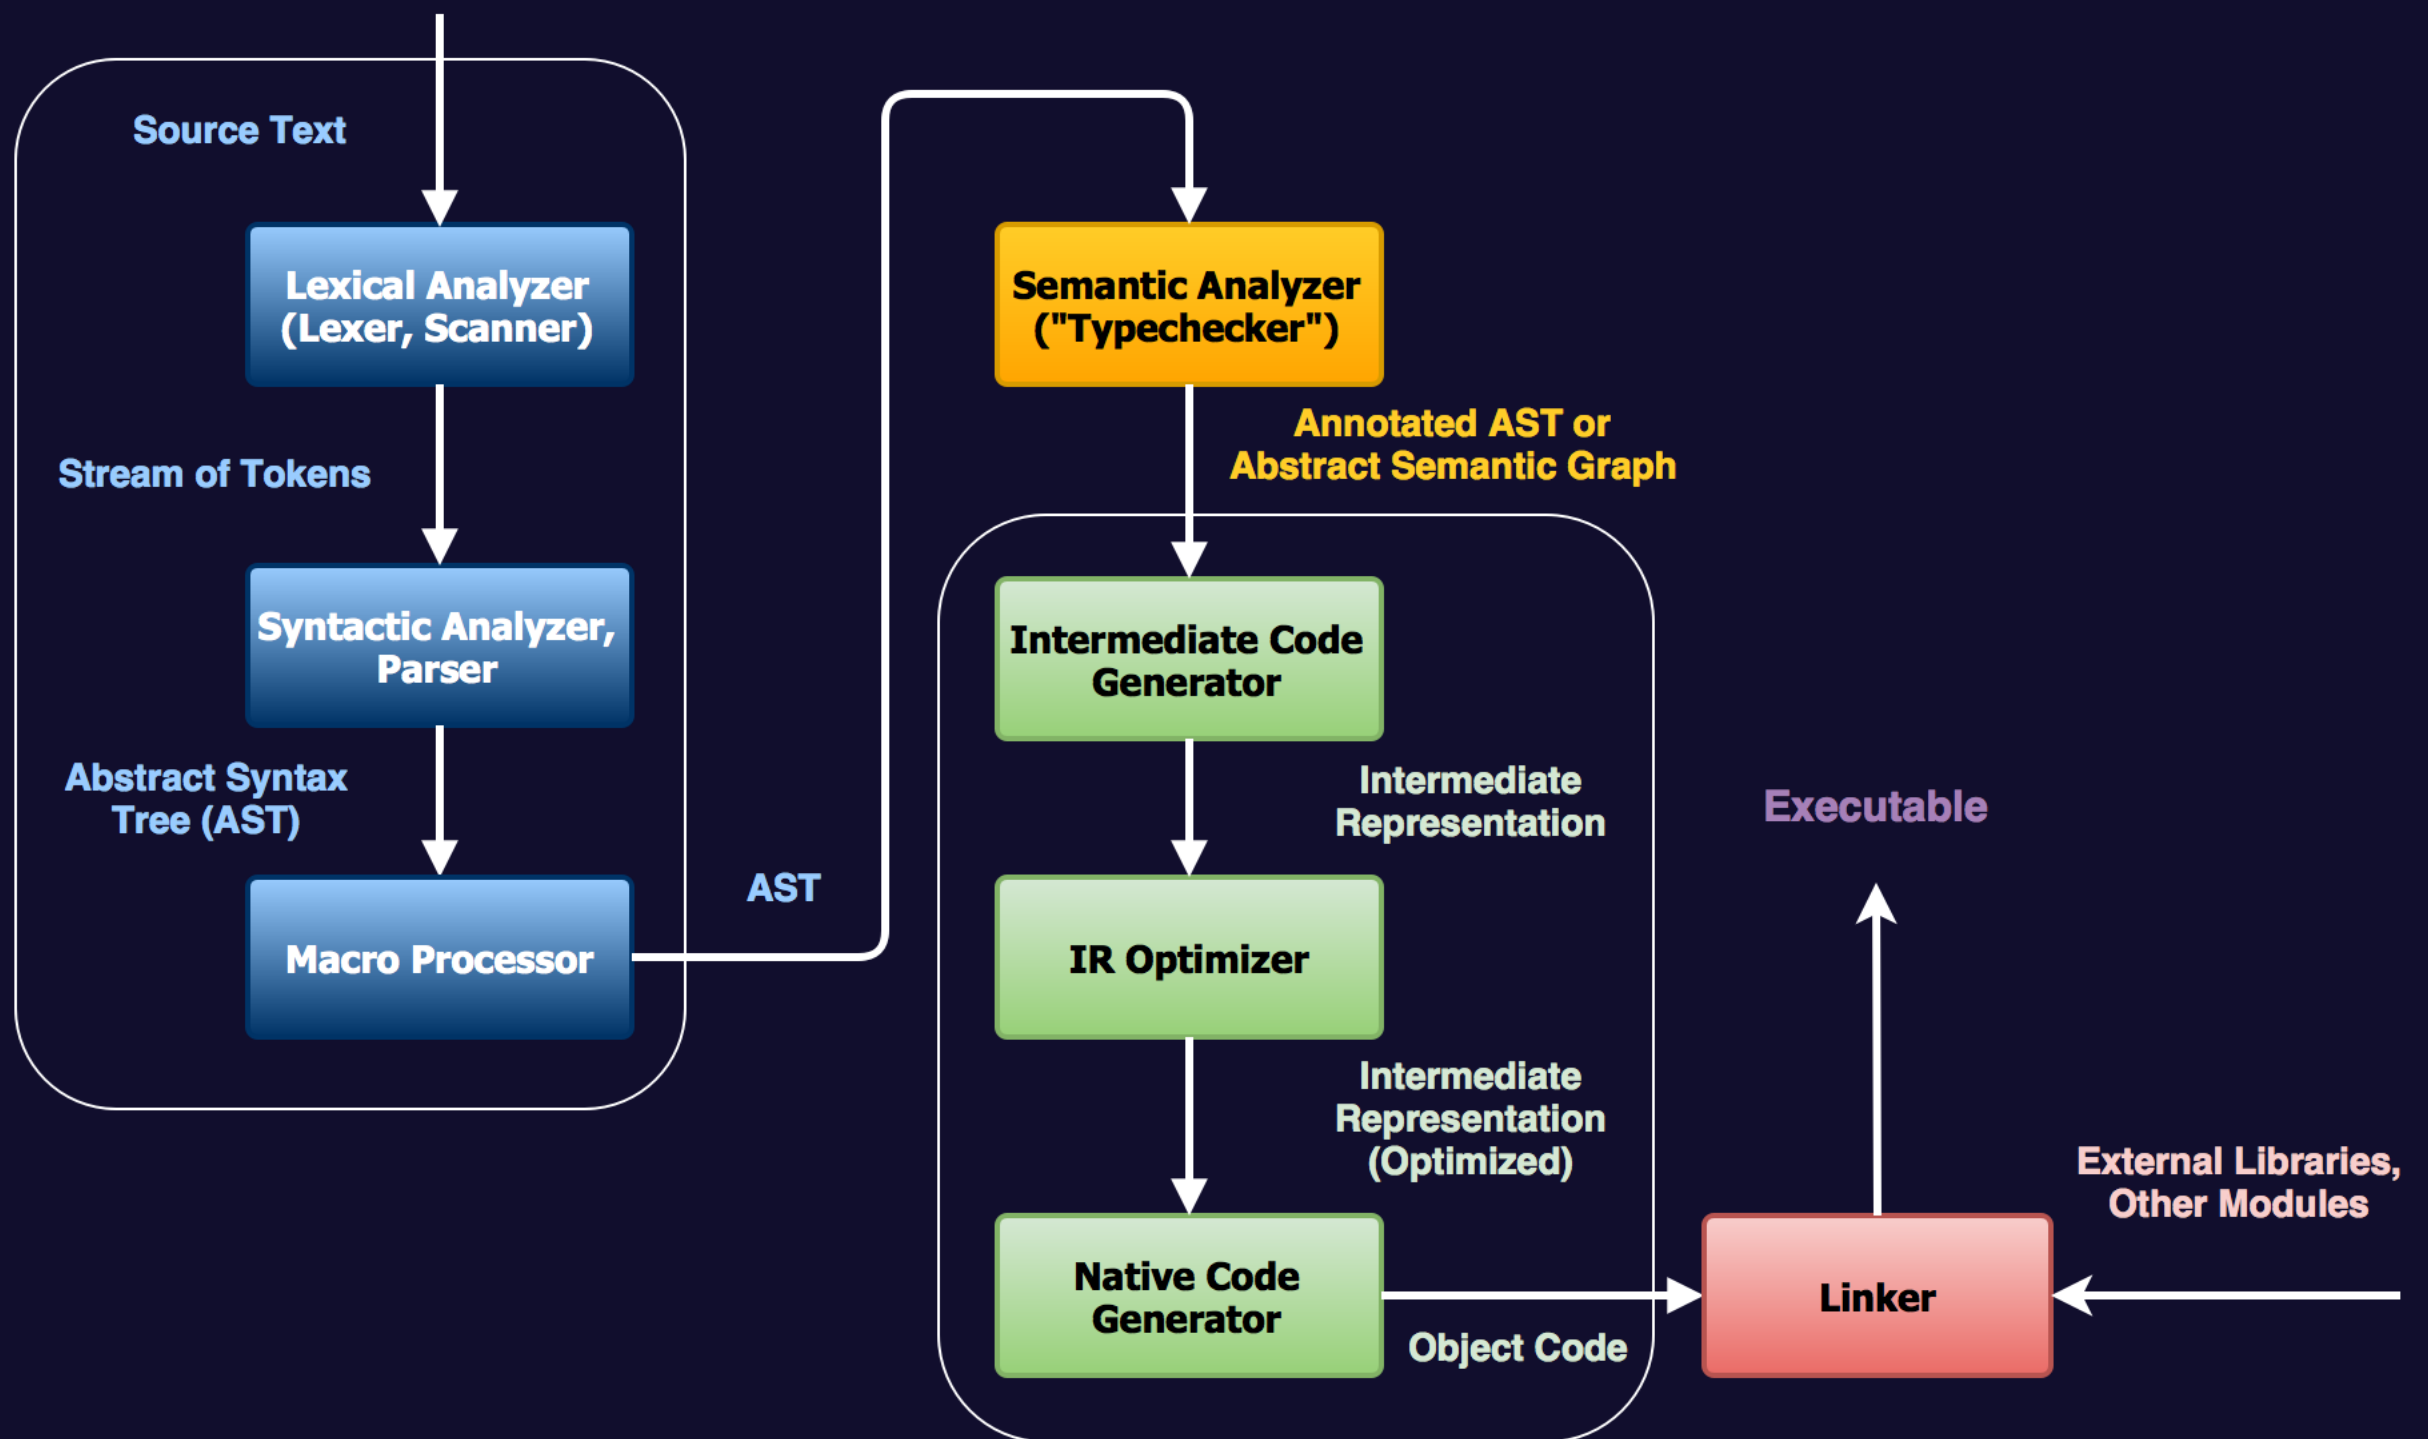 Source Text
Lexical Analyzer
(Lexer, Scanner)
Stream of Tokens
Syntactic Analyzer,
Parser
Abstract Syntax
Tree (AST)
Macro Processor
AST
Semantic Analyzer
("Typechecker")
Annotated AST or
Abstract Semantic Graph
Intermediate Code
Generator
Intermediate
Representation
IR Optimizer
Intermediate
Representation
(Optimized)
Native Code
Generator
Object Code
Linker
External Libraries,
Other Modules
Executable